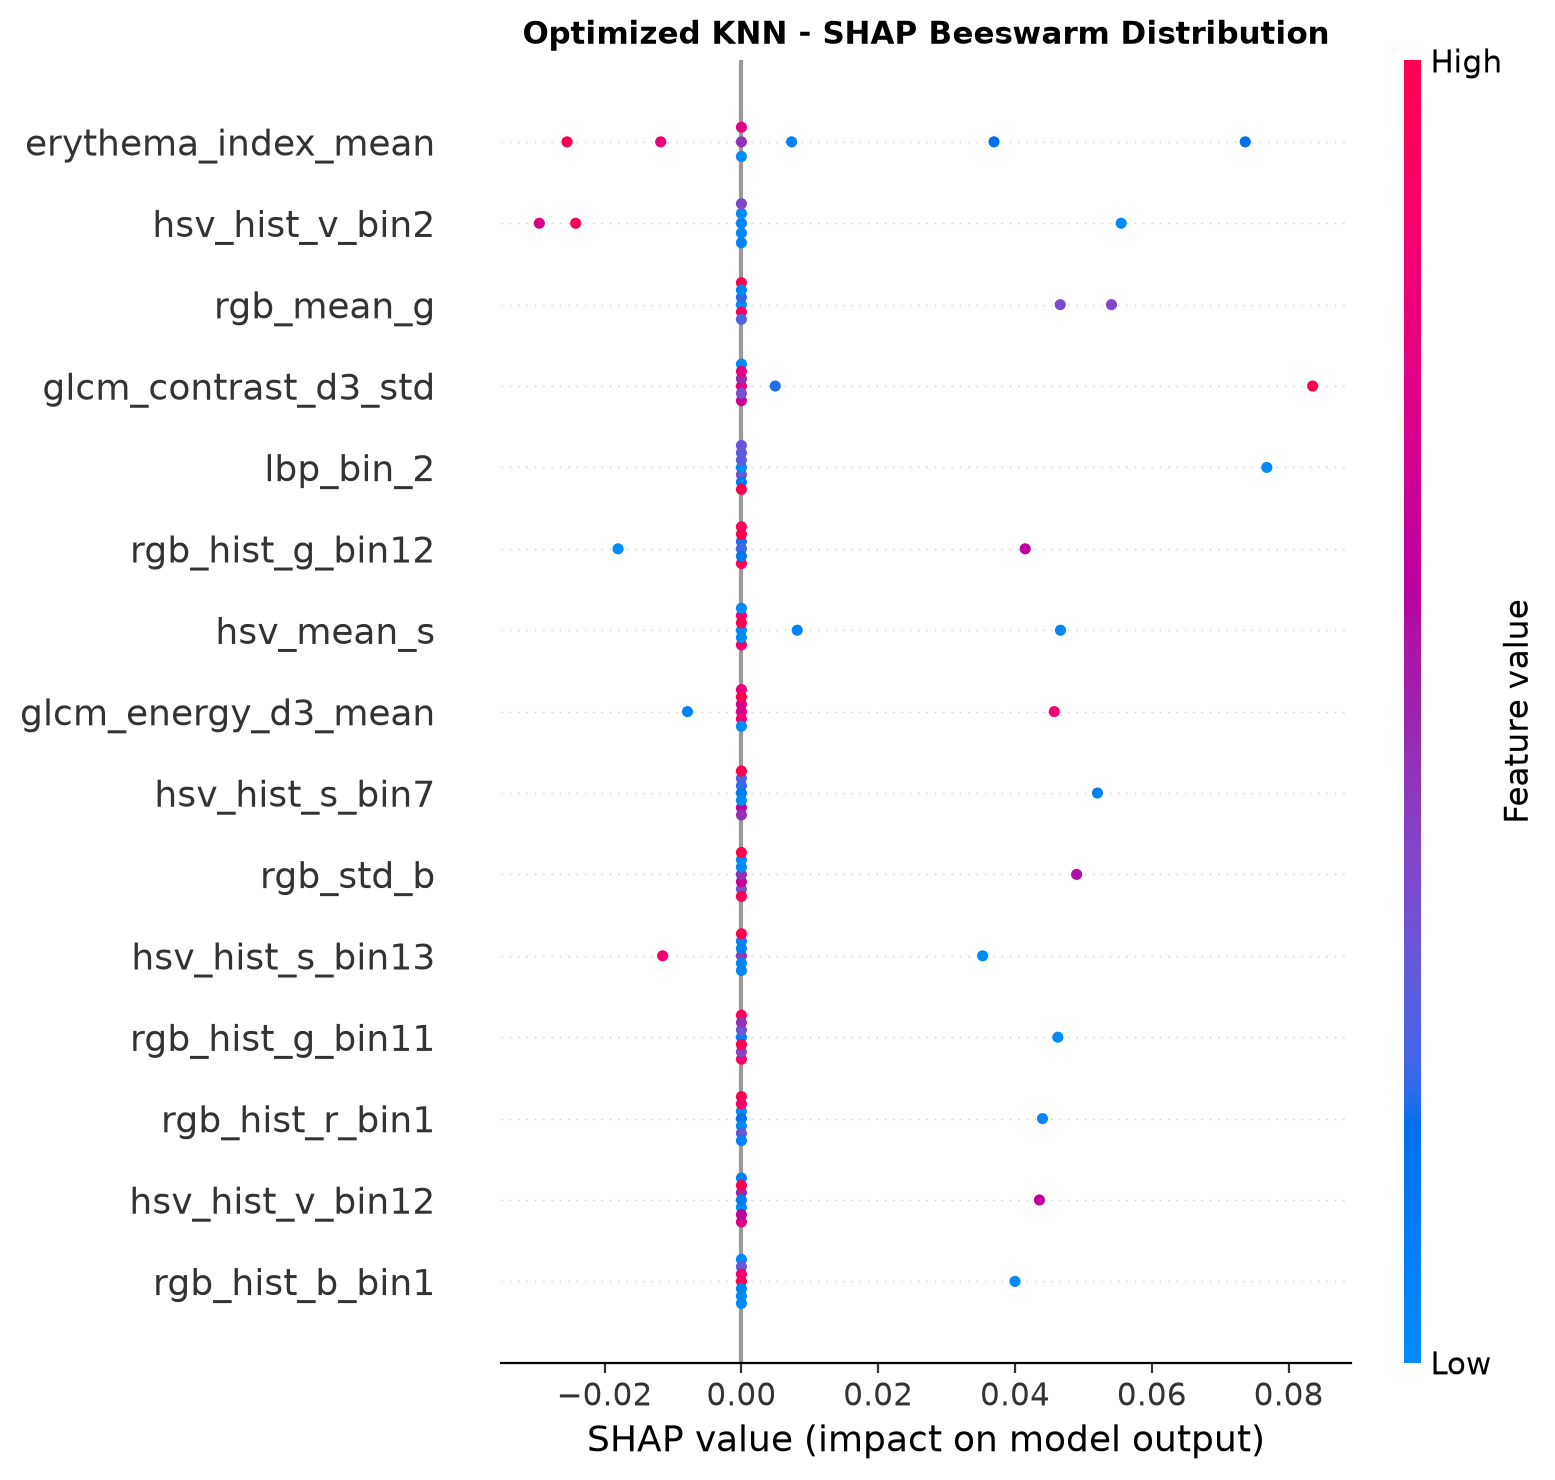 Optimized KNN - SHAP Beeswarm Distribution
High
erythema_index_mean
hsv_hist_v_bin2
rgb_mean_g
glcm_contrast_d3_std
lbp_bin_2
rgb_hist_g_bin12
hsv_mean_s
glcm_energy_d3_mean
hsv_hist_s_bin7
rgb_std_b
hsv_hist_s_bin13
rgb_hist_g_bin11
rgb_hist_r_bin1
hsv_hist_v_bin12
rgb_hist_b_bin1
Feature value
Low
−0.02 0.00 0.02 0.04 0.06 0.08
SHAP value (impact on model output)